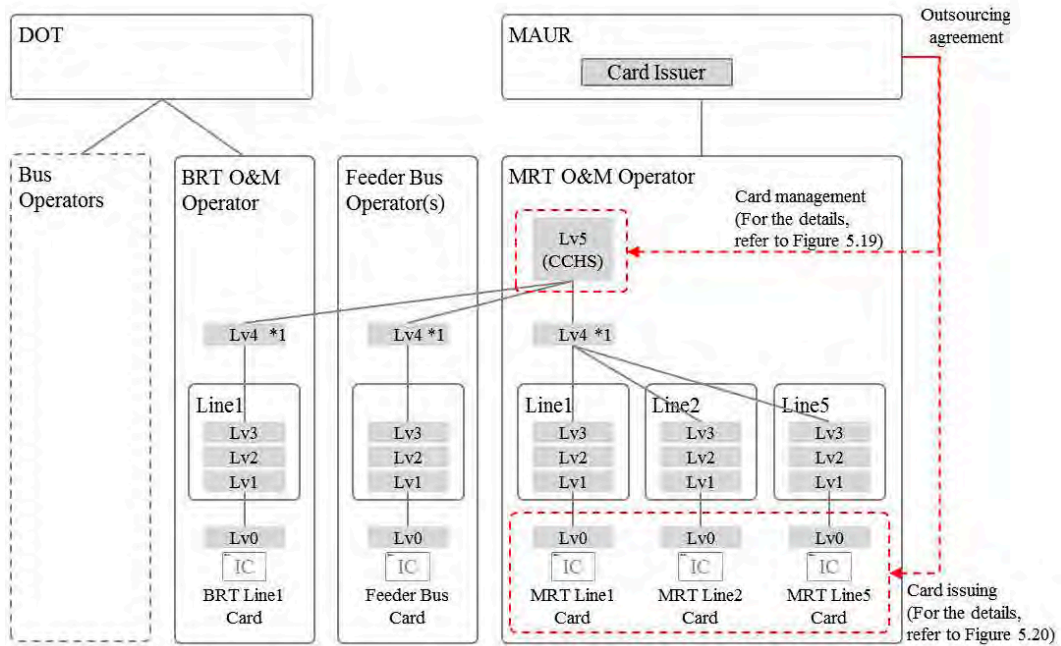 DOT
MAUR
Card Issuer
Outsourcing
agreement
Bus
Operators
BRT O&M
Operator
Feeder Bus
Operator(s)
MRT O&M Operator
Lv5
(CCHS)
Card management
(For the details,
refer to Figure 5.19)
Lv4 *1
Lv4 *1
Lv4 *1
Line1
Lv3
Lv2
Lv1
Lv3
Lv2
Lv1
Line1
Lv3
Lv2
Lv1
Line2
Lv3
Lv2
Lv1
Line5
Lv3
Lv2
Lv1
Lv0
IC
BRT Line1
Card
Lv0
IC
Feeder Bus
Card
Lv0
IC
MRT Line1
Card
Lv0
IC
MRT Line2
Card
Lv0
IC
MRT Line5
Card
Card issuing
(For the details,
refer to Figure 5.20)